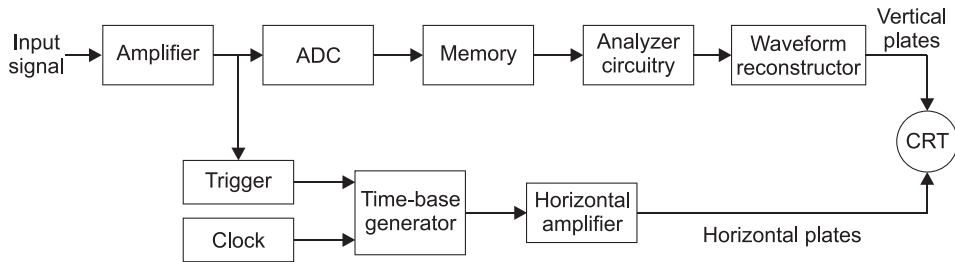 Input
signal
Amplifier
ADC
Memory
Analyzer
circuitry
Waveform
reconstructor
Vertical
plates
CRT
Trigger
Clock
Time-base
generator
Horizontal
amplifier
Horizontal plates